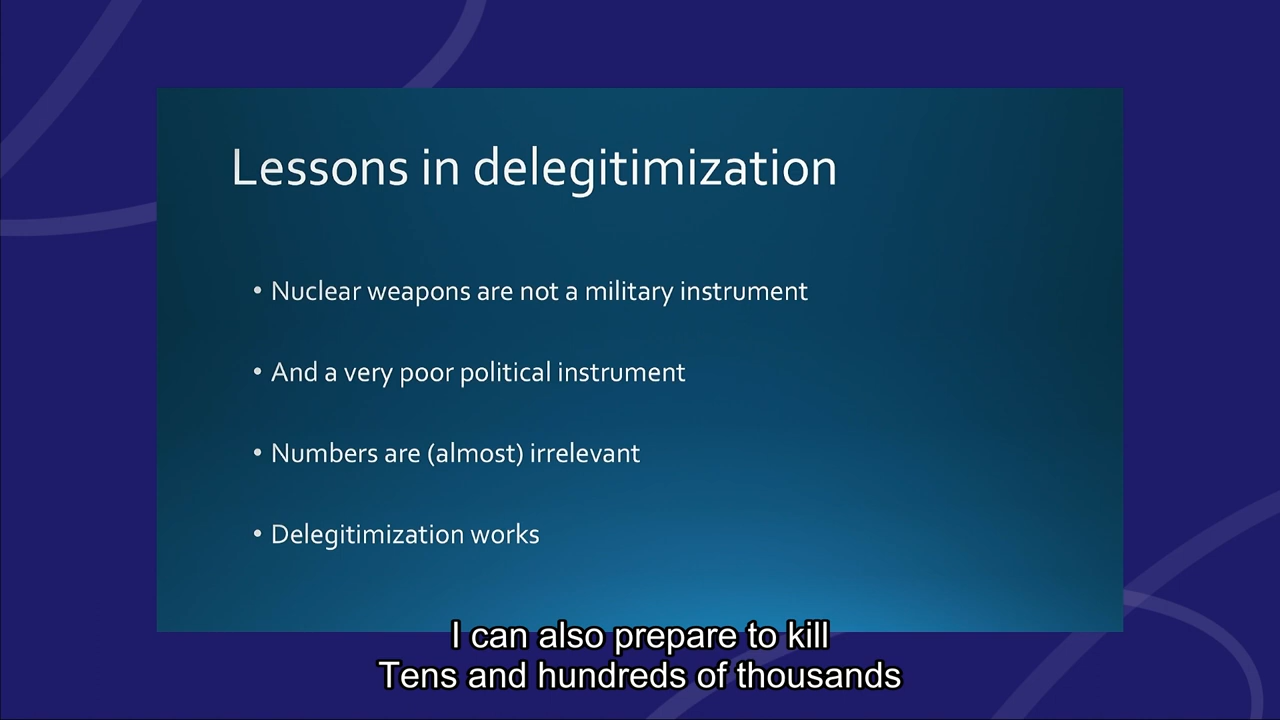 Lessons in delegitimization
• Nuclear weapons are not a military instrument
• And a very poor political instrument
• Numbers are (almost) irrelevant
• Delegitimization works
I can also prepare to kill
Tens and hundreds of thousands